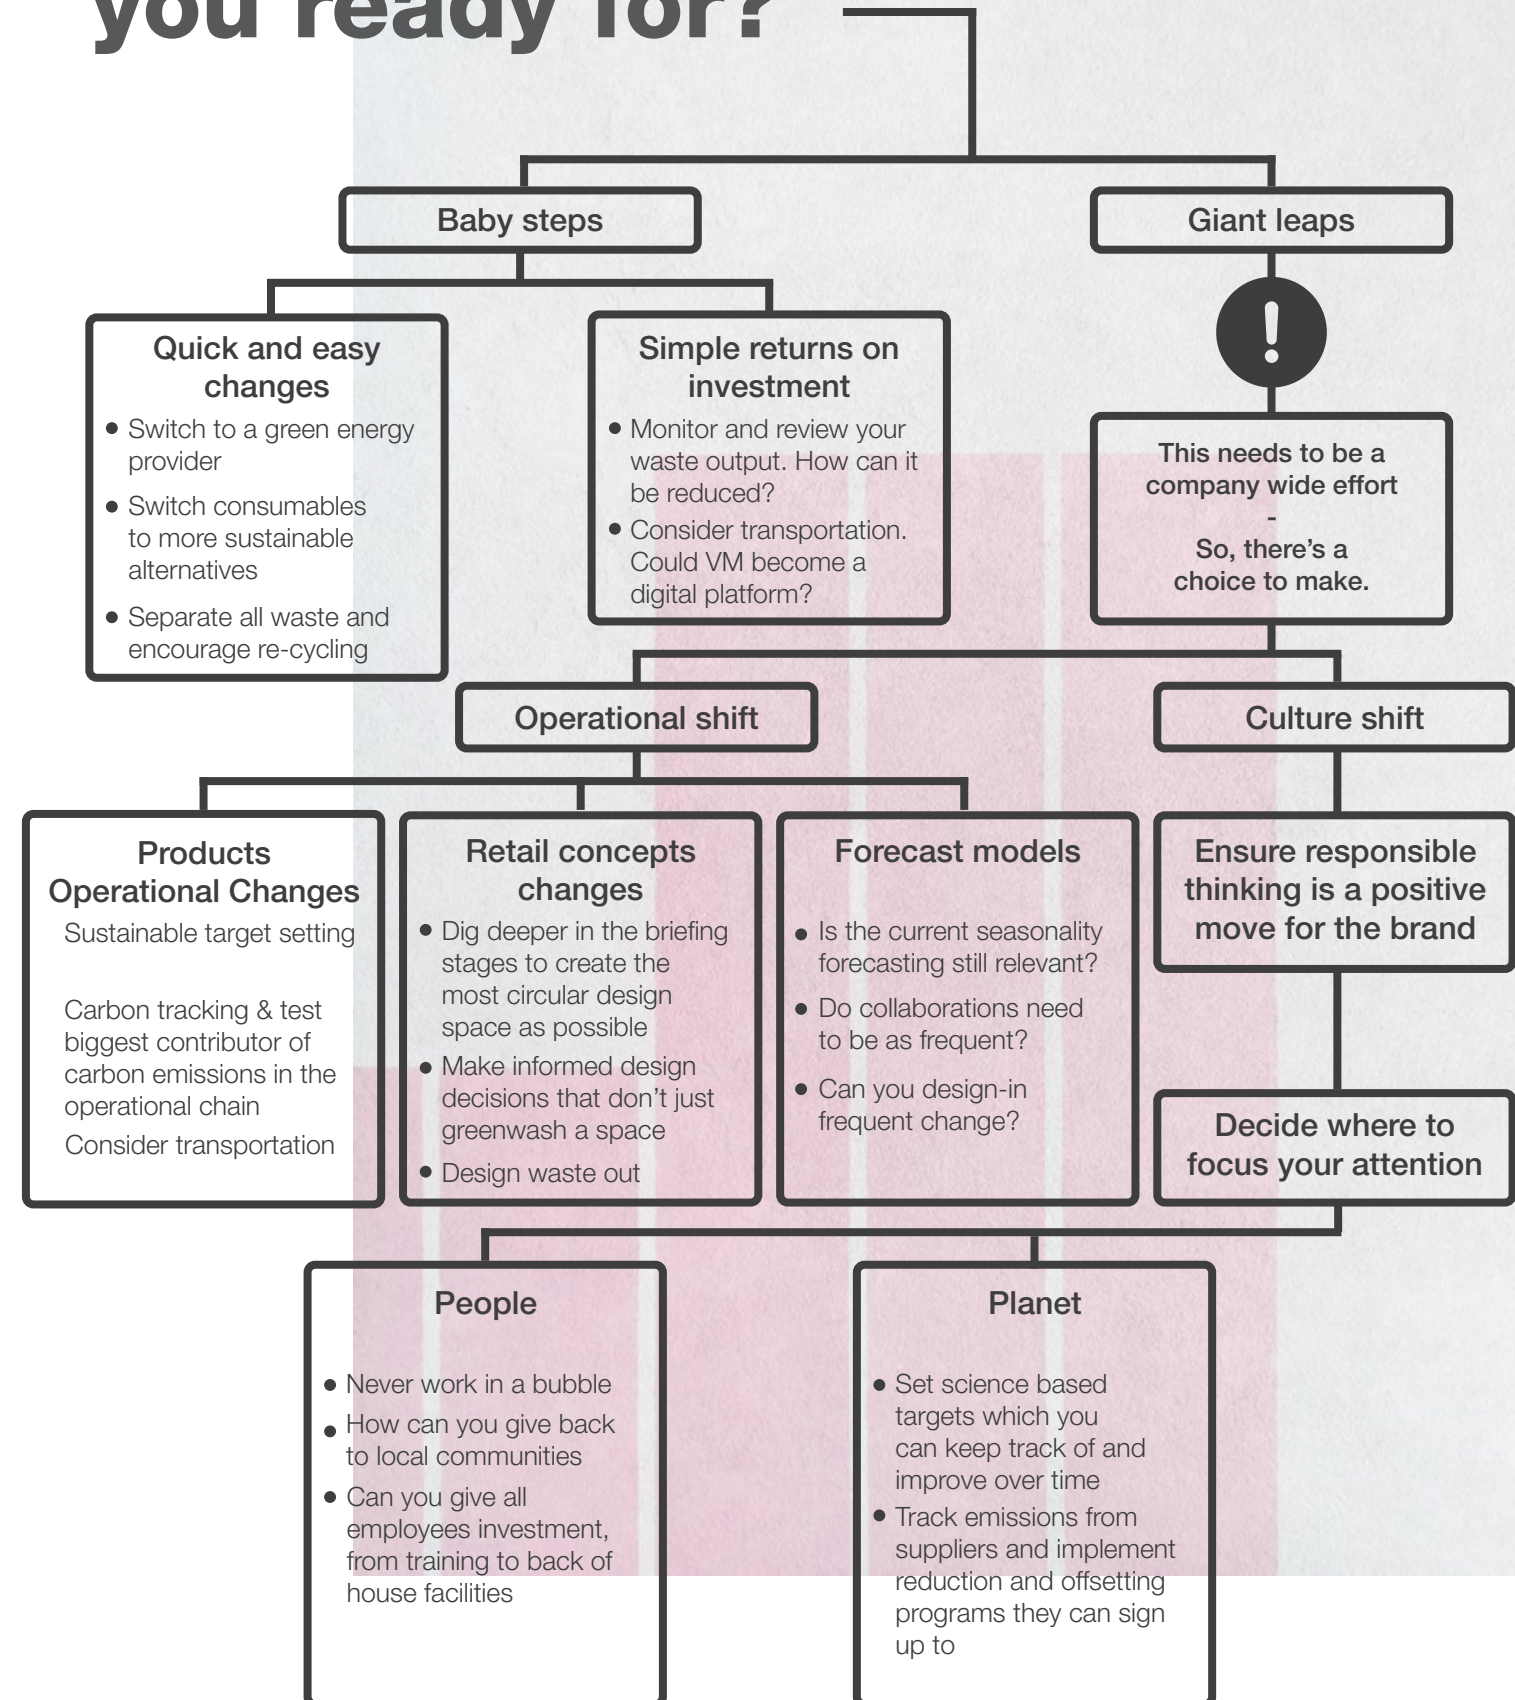 you ready for?
Baby steps
Giant leaps
Quick and easy
changes
• Switch to a green energy
provider
• Switch consumables
to more sustainable
alternatives
• Separate all waste and
encourage re-cycling
Simple returns on
investment
• Monitor and review your
waste output. How can it
be reduced?
• Consider transportation.
Could VM become a
digital platform?
!
This needs to be a
company wide effort
-
So, there’s a
choice to make.
Operational shift
Culture shift
Products
Operational Changes
Sustainable target setting
Carbon tracking & test
biggest contributor of
carbon emissions in the
operational chain
Consider transportation
Retail concepts
changes
• Dig deeper in the briefing
stages to create the
most circular design
space as possible
• Make informed design
decisions that don’t just
greenwash a space
• Design waste out
Forecast models
• Is the current seasonality
forecasting still relevant?
• Do collaborations need
to be as frequent?
• Can you design-in
frequent change?
Ensure responsible
thinking is a positive
move for the brand
Decide where to
focus your attention
People
• Never work in a bubble
• How can you give back
to local communities
• Can you give all
employees investment,
from training to back of
house facilities
Planet
• Set science based
targets which you
can keep track of and
improve over time
• Track emissions from
suppliers and implement
reduction and offsetting
programs they can sign
up to